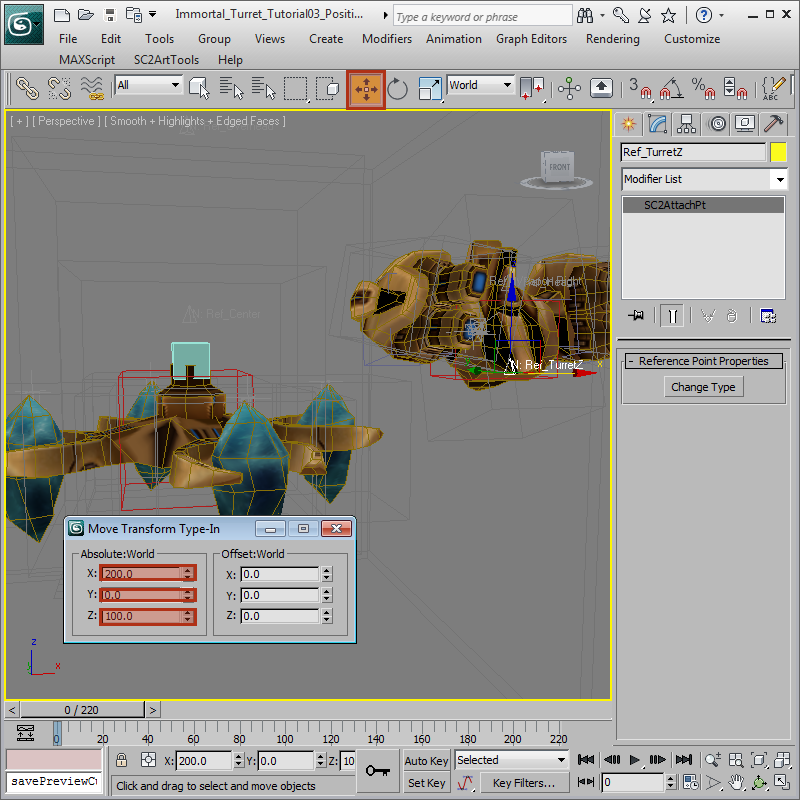 Immortal_Turret_Tutorial03_Positi...
Type a keyword or phrase
File Edit Tools Group Views Create Modifiers Animation Graph Editors Rendering Customize
MAXScript SC2ArtTools Help
All
World
3
%
ABC
[ + ] [ Perspective ] [ Smooth + Highlights + Edged Faces ]
FRONT
Ref_TurretZ
Modifier List
SC2AttachPt
N: Ref_Center
N: Ref_TurretZ
x
- Reference Point Properties
Change Type
Move Transform Type-In
Absolute:World
X: 200.0
Y: 0.0
Z: 100.0
Offset:World
X: 0.0
Y: 0.0
Z: 0.0
z
x
< 0 / 220 >
0 20 40 60 80 100 120 140 160 180 200 220
X: 200.0 Y: 0.0 Z: 10
Auto Key Selected
savePreviewCu
Click and drag to select and move objects
Set Key Key Filters...
0